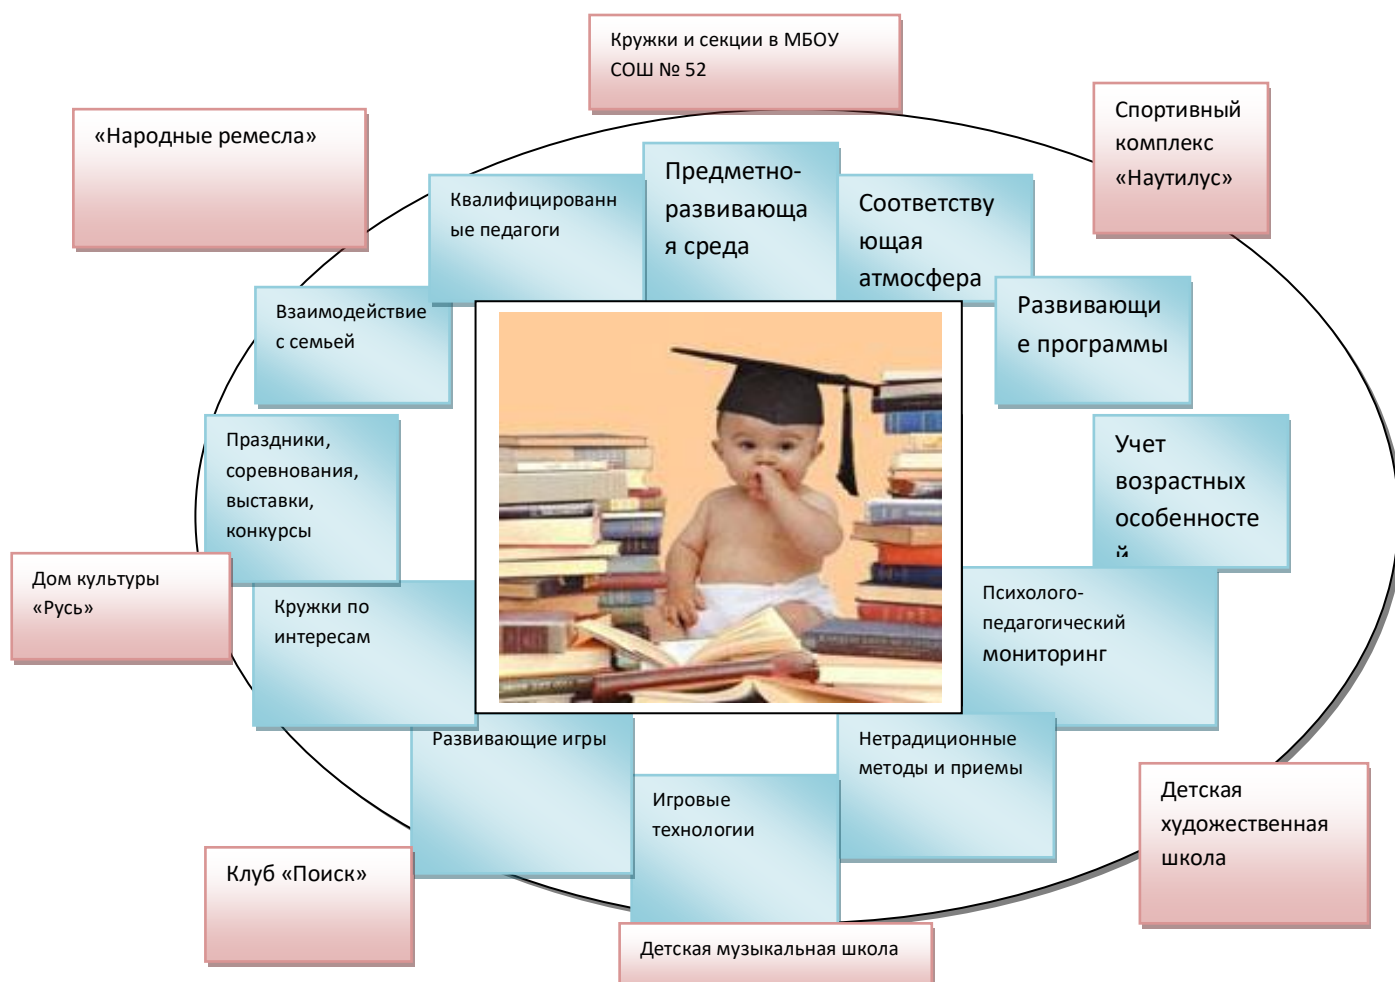 Кружки и секции в МБОУ
СОШ № 52
«Народные ремесла»
Спортивный
комплекс
«Наутилус»
Квалифицированн
ые педагоги
Предметно-
развивающа
я среда
Соответству
ющая
атмосфера
Взаимодействие
с семьей
Развивающи
е программы
Праздники,
соревнования,
выставки,
конкурсы
Учет
возрастных
особенносте
й
Дом культуры
«Русь»
Кружки по
интересам
Психолого-
педагогический
мониторинг
Развивающие игры
Нетрадиционные
методы и приемы
Игровые
технологии
Детская
художественная
школа
Клуб «Поиск»
Детская музыкальная школа